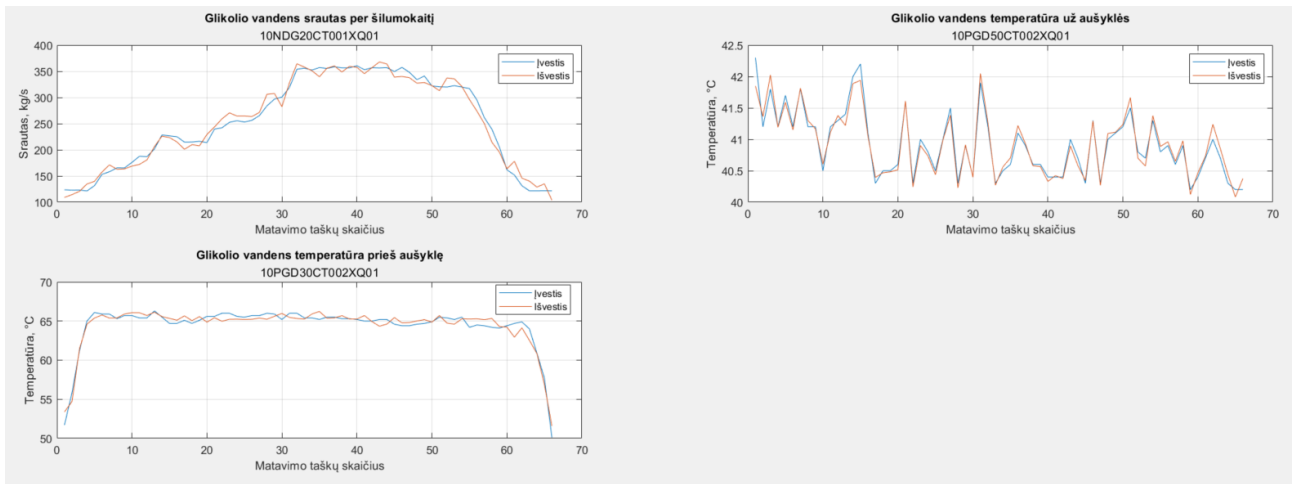 Glikolio vandens srautas per šilumokaitį
10NDG20CT001XQ01
400
350
300
250
200
150
100
Srautas, kg/s
Įvestis
Išvestis
0 10 20 30 40 50 60 70
Matavimo taškų skaičius
Glikolio vandens temperatūra už aušyklės
10PGD50CT002XQ01
42.5
42
41.5
41
40.5
40
Temperatūra, °C
Įvestis
Išvestis
0 10 20 30 40 50 60 70
Matavimo taškų skaičius
Glikolio vandens temperatūra prieš aušyklę
10PGD30CT002XQ01
70
65
60
55
50
Temperatūra, °C
Įvestis
Išvestis
0 10 20 30 40 50 60 70
Matavimo taškų skaičius